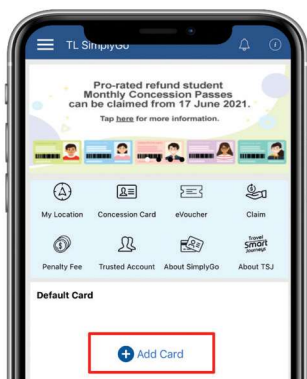 TL SimplyGo
Pro-rated refund student
Monthly Concession Passes
can be claimed from 17 June 2021.
Tap here for more information.
My Location Concession Card eVoucher Claim
Travel
Smart
Journeys
Penalty Fee Trusted Account About SimplyGo About TSJ
Default Card
Add Card